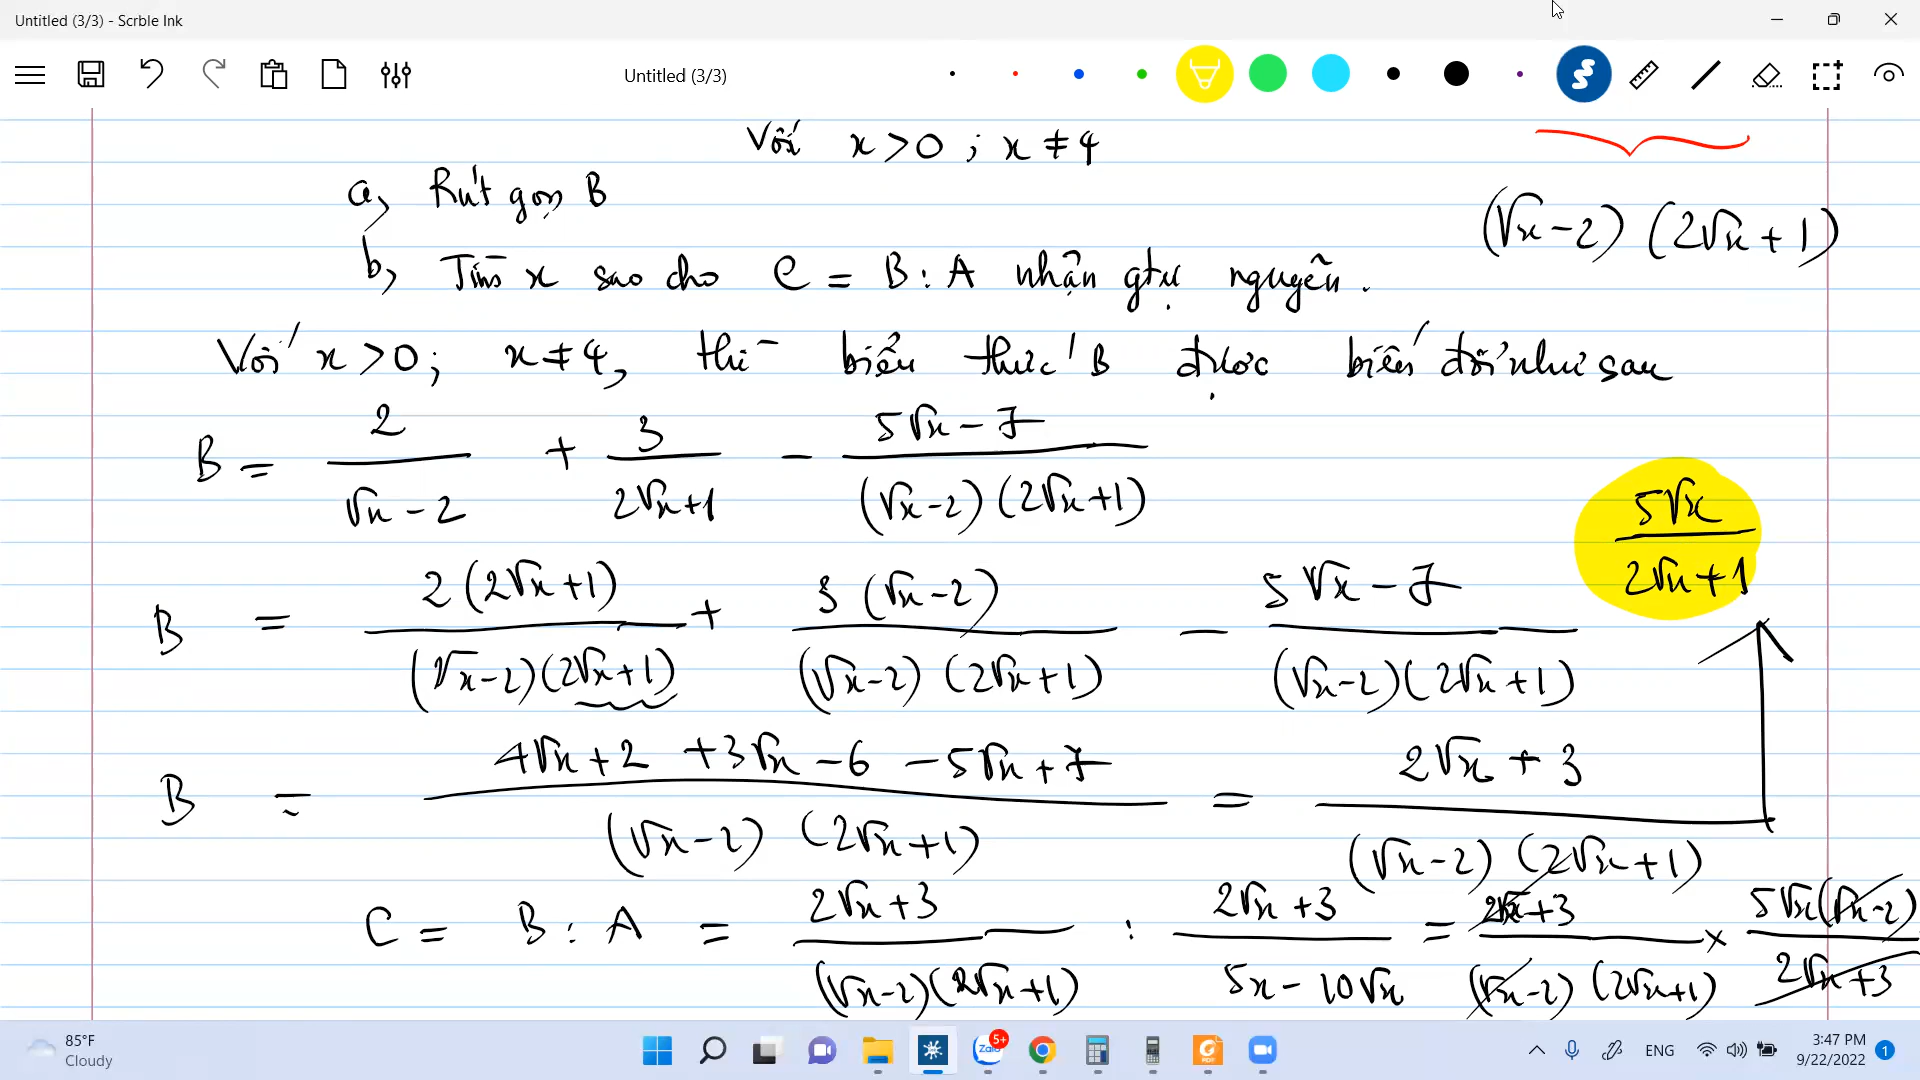 Untitled (3/3) - Scrble Ink
Untitled (3/3)
Với x > 0 ; x ≠ 4
a, Rút gọn B
(√x - 2) (2√x + 1)
b, Tìm x sao cho C = B : A nhận gtrị nguyên.
Với x > 0 ; x ≠ 4, thì biểu thức B được biến đổi như sau
B = 2/(√x - 2) + 3/(2√x + 1) - (5√x - 7)/((√x - 2)(2√x + 1))
5√x/(2√x + 1)
B = 2(2√x + 1)/((√x - 2)(2√x + 1)) + 3(√x - 2)/((√x - 2)(2√x + 1)) - (5√x - 7)/((√x - 2)(2√x + 1))
B = (4√x + 2 + 3√x - 6 - 5√x + 7)/((√x - 2)(2√x + 1)) = (2√x + 3)/((√x - 2)(2√x + 1))
C = B : A = (2√x + 3)/((√x - 2)(2√x + 1)) : (2√x + 3)/(5x - 10√x) = (2√x + 3)/((√x - 2)(2√x + 1)) × 5√x(√x - 2)/(2√x + 3)
85°F
Cloudy
Zalo
5+
PDF
ENG
3:47 PM
9/22/2022
1